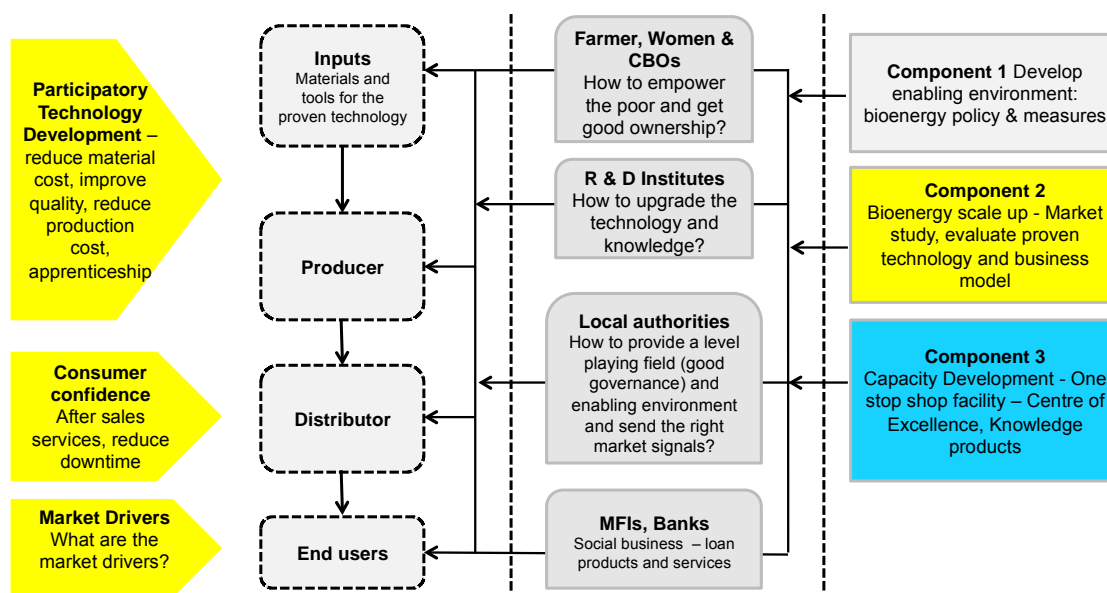 Participatory
Technology
Development –
reduce material
cost, improve
quality, reduce
production
cost,
apprenticeship
Consumer
confidence
After sales
services, reduce
downtime
Market Drivers
What are the
market drivers?
Inputs
Materials and
tools for the
proven technology
Producer
Distributor
End users
Farmer, Women &
CBOs
How to empower
the poor and get
good ownership?
R & D Institutes
How to upgrade the
technology and
knowledge?
Local authorities
How to provide a level
playing field (good
governance) and
enabling environment
and send the right
market signals?
MFIs, Banks
Social business – loan
products and services
Component 1 Develop
enabling environment:
bioenergy policy & measures
Component 2
Bioenergy scale up - Market
study, evaluate proven
technology and business
model
Component 3
Capacity Development - One
stop shop facility – Centre of
Excellence, Knowledge
products